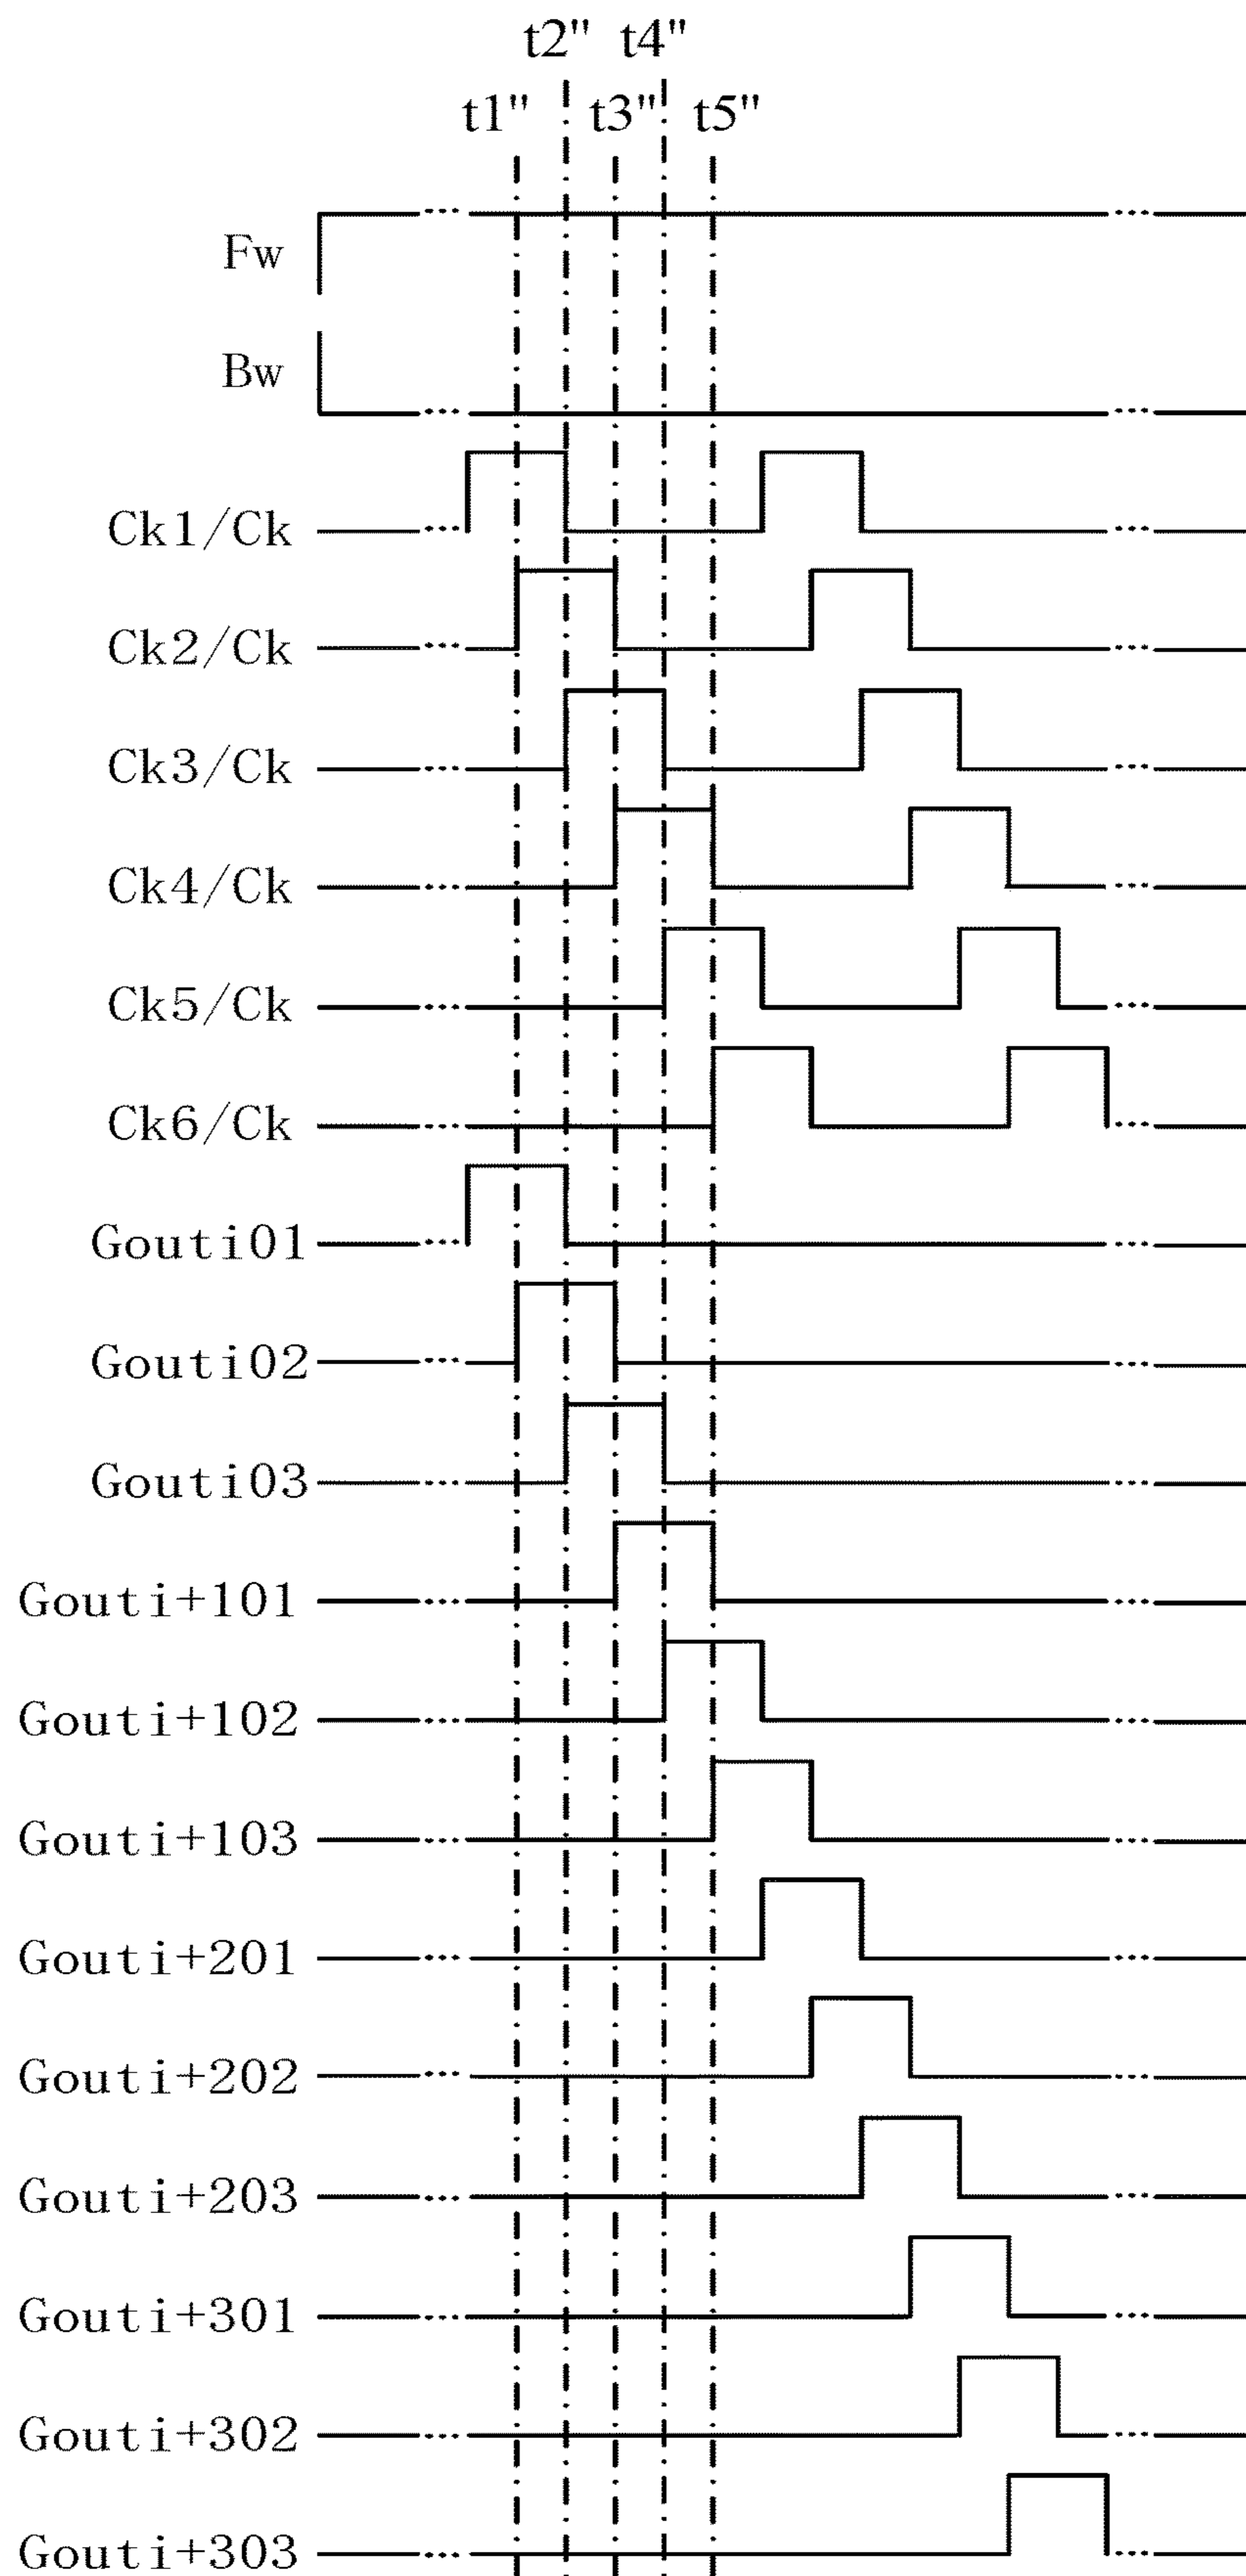 t2" t4"
t1" t3" t5"
Fw
Bw
Ck1/Ck
Ck2/Ck
Ck3/Ck
Ck4/Ck
Ck5/Ck
Ck6/Ck
Gouti01
Gouti02
Gouti03
Gouti+101
Gouti+102
Gouti+103
Gouti+201
Gouti+202
Gouti+203
Gouti+301
Gouti+302
Gouti+303